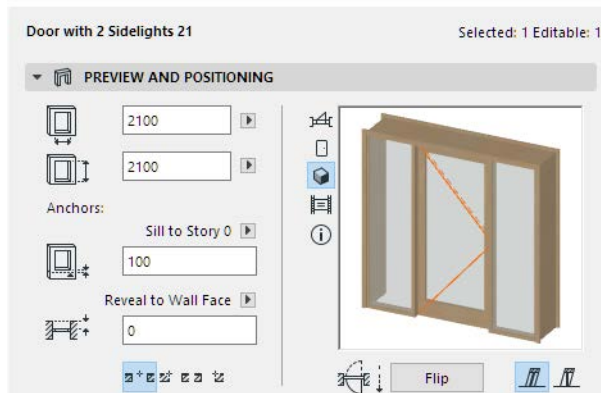 Door with 2 Sidelights 21
Selected: 1 Editable: 1
PREVIEW AND POSITIONING
2100
2100
Anchors:
Sill to Story 0
100
Reveal to Wall Face
0
Flip